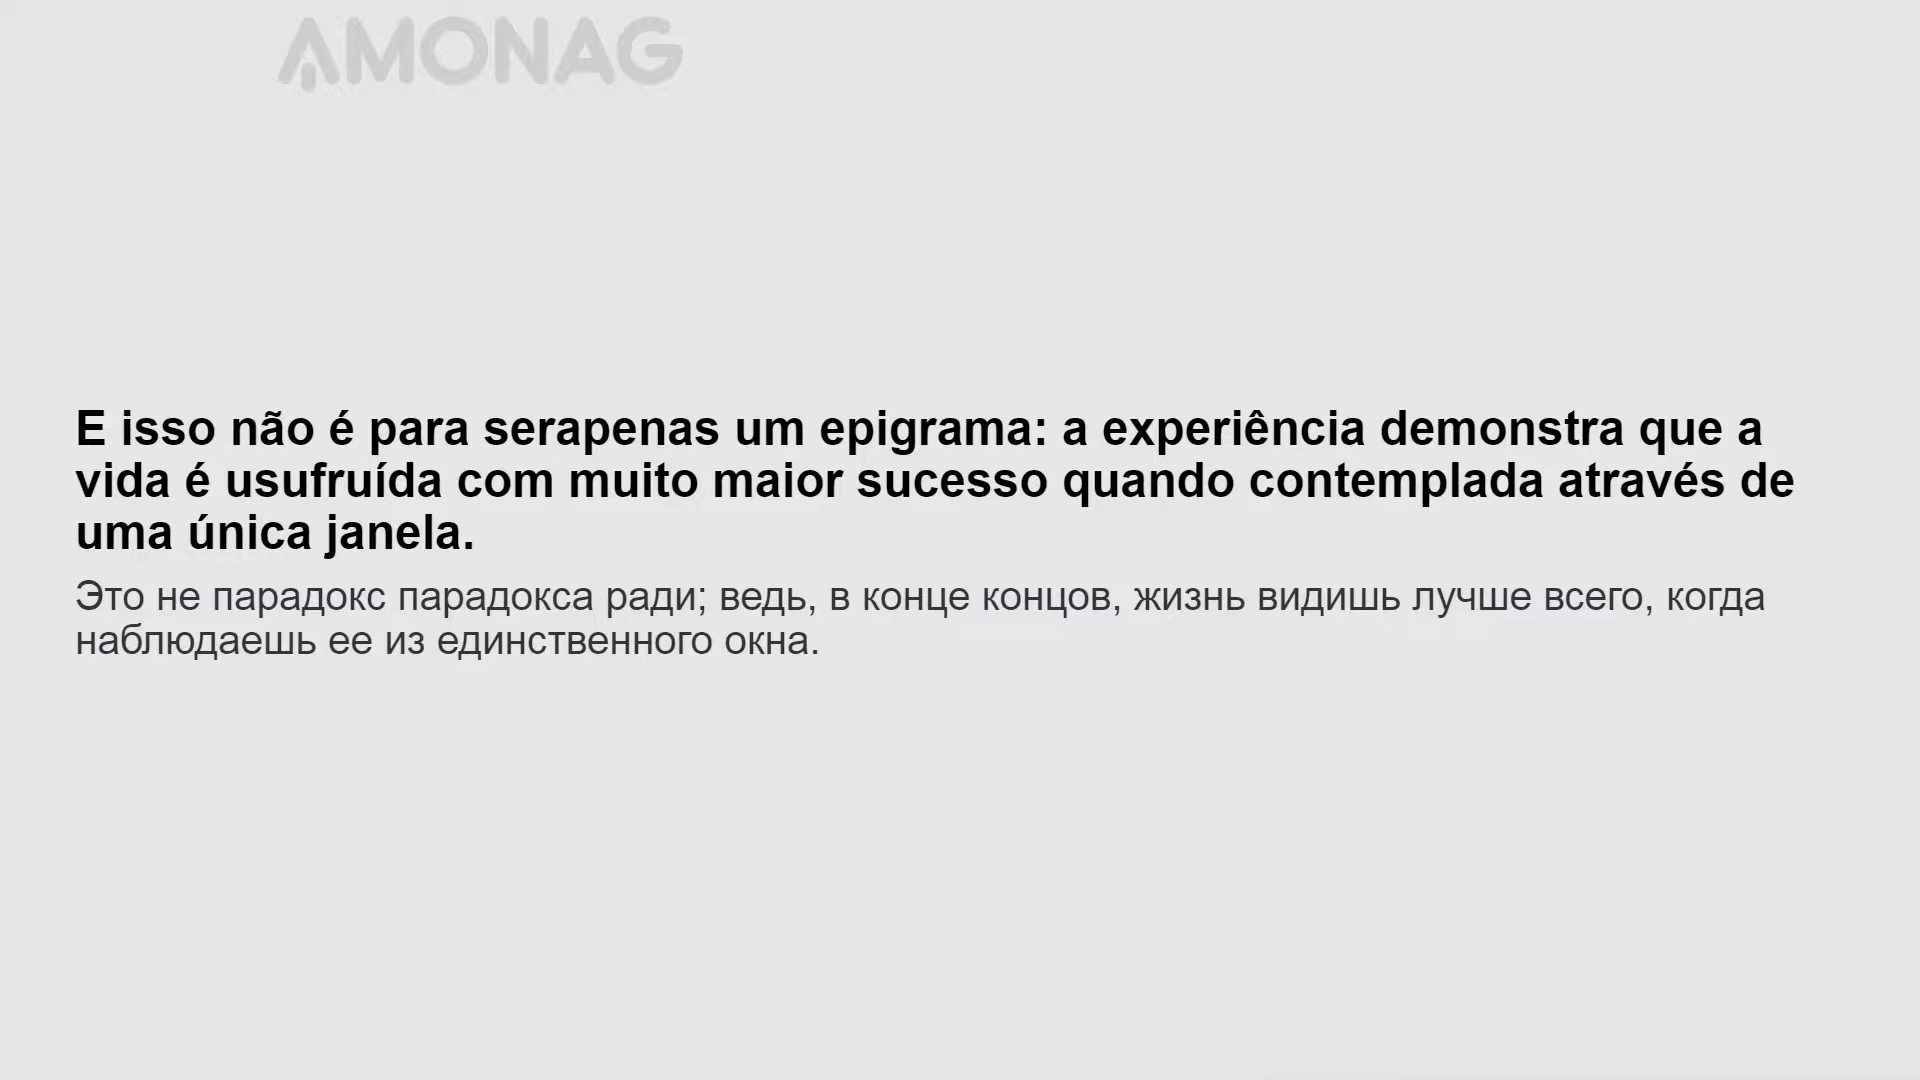 AMONAG
E isso não é para serapenas um epigrama: a experiência demonstra que a
vida é usufruída com muito maior sucesso quando contemplada através de
uma única janela.
Это не парадокс парадокса ради; ведь, в конце концов, жизнь видишь лучше всего, когда
наблюдаешь ее из единственного окна.